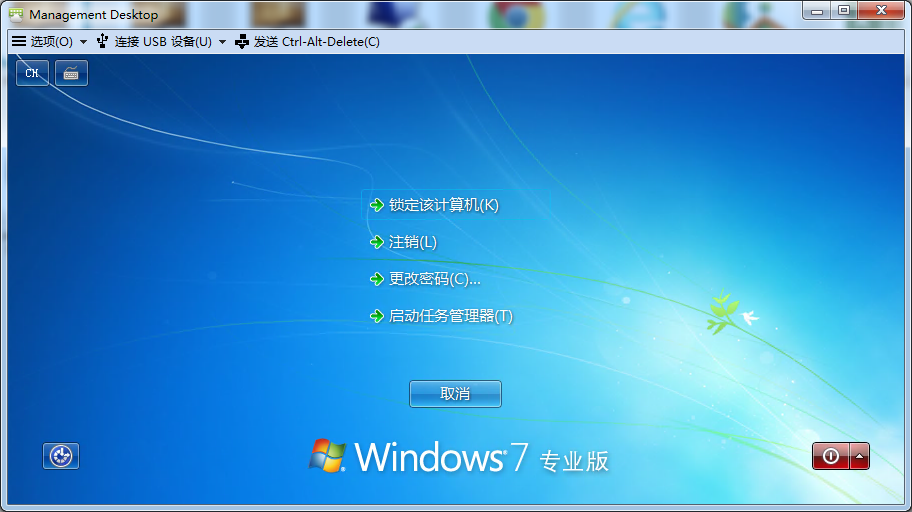 Management Desktop
选项(O) 连接 USB 设备(U) 发送 Ctrl-Alt-Delete(C)
CH
锁定该计算机(K)
注销(L)
更改密码(C)...
启动任务管理器(T)
取消
Windows 7 专业版